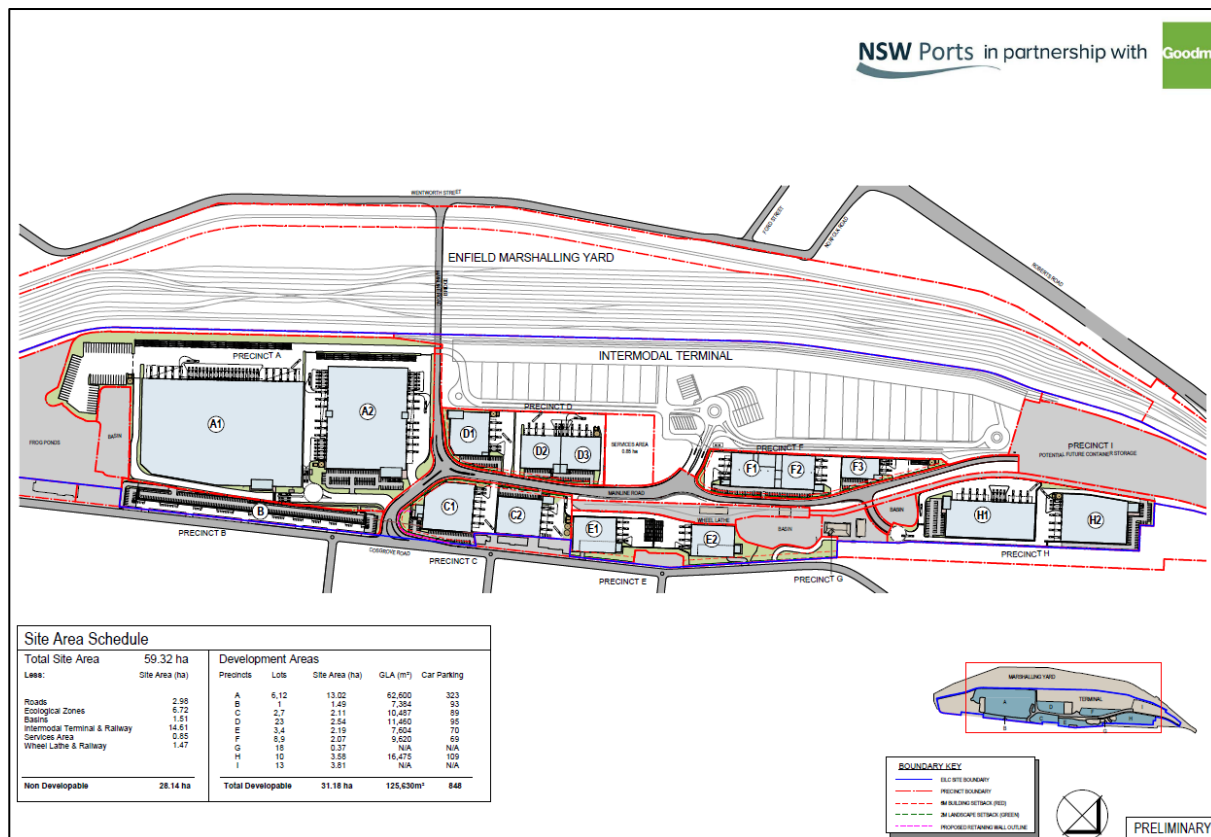 NSW Ports in partnership with
Goodm
WENTWORTH STREET
FORD STREET
ROBERTS ROAD
ENFIELD MARSHALLING YARD
INTERMODAL TERMINAL
PRECINCT A
A1
A2
PRECINCT D
D1
D2
D3
SERVICES AREA
0.85 ha
PRECINCT F
F1
F2
F3
PRECINCT I
POTENTIAL FUTURE CONTAINER STORAGE
FROG PONDS
BASIN
MAINLINE ROAD
B
PRECINCT B
COSGROVE ROAD
C1
C2
PRECINCT C
E1
E2
WHEEL LATHE
BASIN
BASIN
PRECINCT E
PRECINCT G
H1
H2
PRECINCT H
Site Area Schedule
Total Site Area 59.32 ha
Less: Site Area (ha)
Roads 2.98
Ecological Zones 6.72
Basins 1.51
Intermodal Terminal & Railway 14.61
Services Area 0.85
Wheel Lathe & Railway 1.47
Non Developable 28.14 ha
Development Areas
Precincts Lots Site Area (ha) GLA (m²) Car Parking
A 6,12 13.02 62,600 323
B 1 1.49 7,384 93
C 2,7 2.11 10,487 89
D 23 2.54 11,460 95
E 3,4 2.19 7,604 70
F 8,9 2.07 9,620 69
G 18 0.37 N/A N/A
H 10 3.58 16,475 109
I 13 3.81 N/A N/A
Total Developable 31.18 ha 125,630m² 848
MARSHALLING YARD
TERMINAL
A
B
C
D
E
F
G
H
I
BOUNDARY KEY
EILC SITE BOUNDARY
PRECINCT BOUNDARY
5M BUILDING SETBACK (RED)
2M LANDSCAPE SETBACK (GREEN)
PROPOSED RETAINING WALL OUTLINE
PRELIMINARY